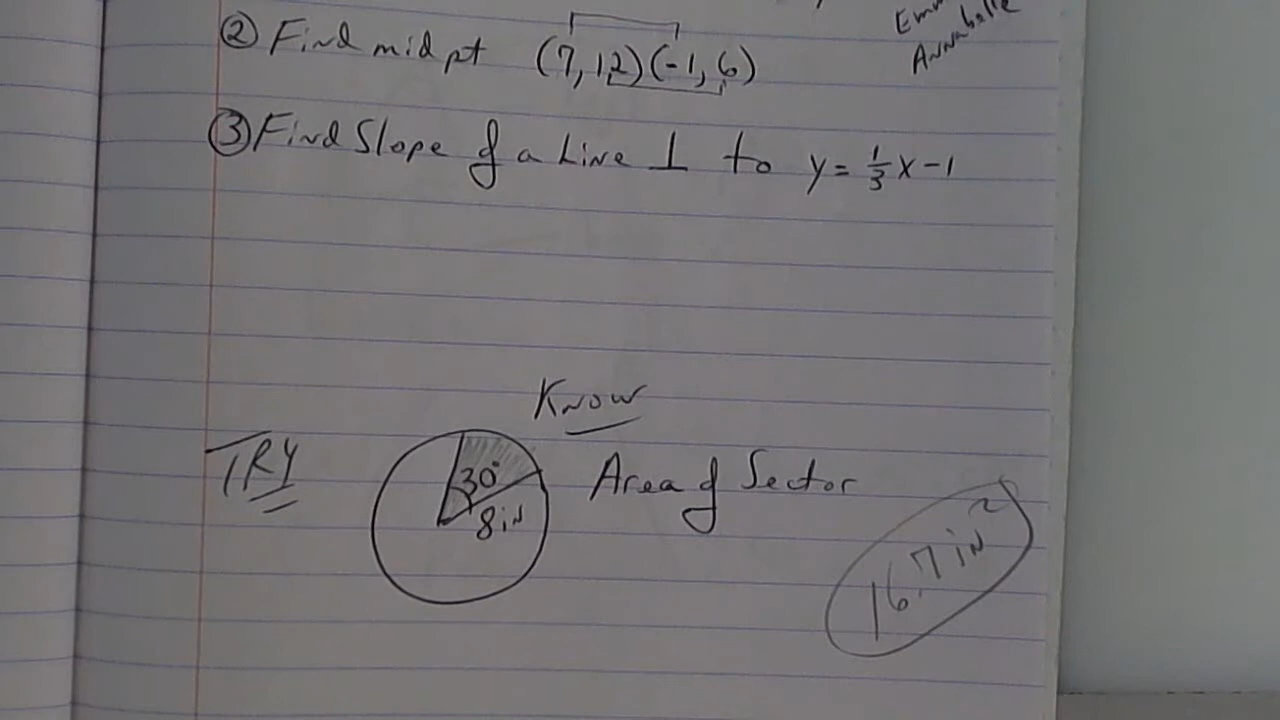 ② Find mid pt (7,12)(-1,6)
Annabelle
③ Find Slope of a Line ⊥ to y = 1/3 x - 1
Know
TRY
30°
8in
Area of Sector
16.7 in²